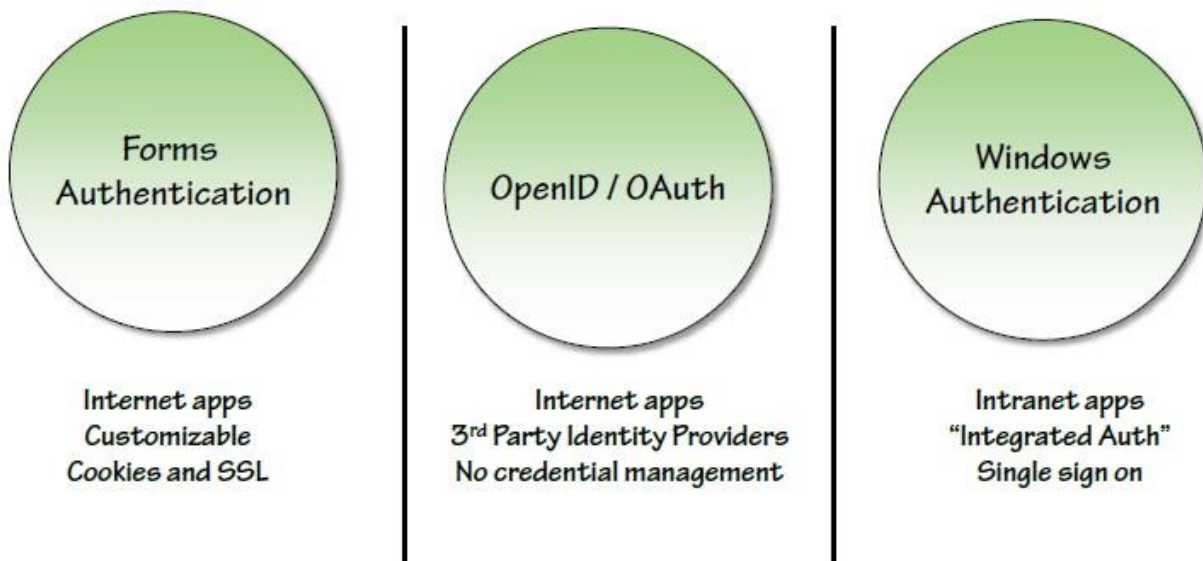 Forms
Authentication
Internet apps
Customizable
Cookies and SSL
OpenID / OAuth
Internet apps
3rd Party Identity Providers
No credential management
Windows
Authentication
Intranet apps
“Integrated Auth”
Single sign on